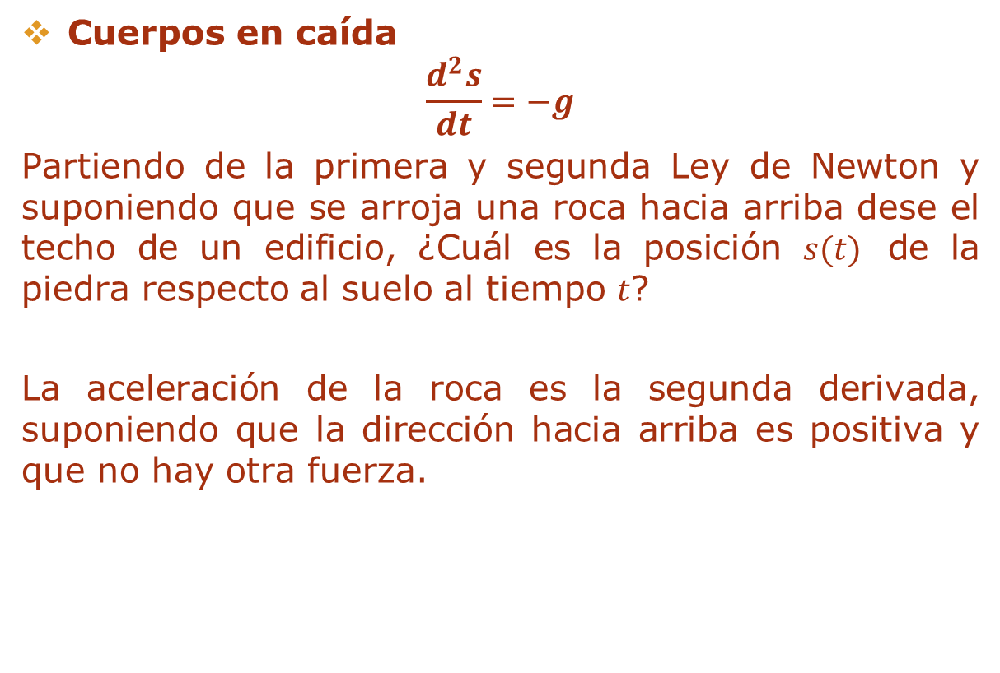 ❖ Cuerpos en caída
d²s/dt = −g
Partiendo de la primera y segunda Ley de Newton y
suponiendo que se arroja una roca hacia arriba dese el
techo de un edificio, ¿Cuál es la posición s(t) de la
piedra respecto al suelo al tiempo t?
La aceleración de la roca es la segunda derivada,
suponiendo que la dirección hacia arriba es positiva y
que no hay otra fuerza.